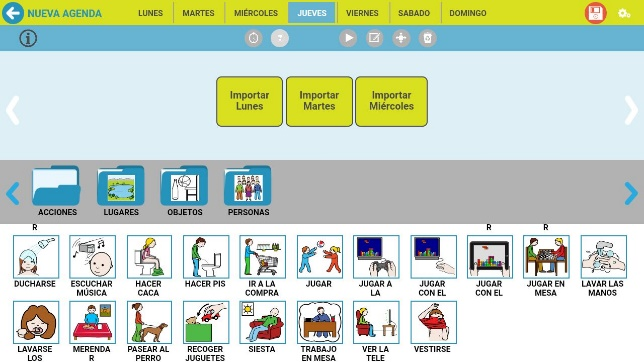 NUEVA AGENDA LUNES MARTES MIÉRCOLES JUEVES VIERNES SABADO DOMINGO
Importar Lunes
Importar Martes
Importar Miércoles
ACCIONES LUGARES OBJETOS PERSONAS
R R R
DUCHARSE
ESCUCHAR MÚSICA
HACER CACA
HACER PIS
IR A LA COMPRA
JUGAR
JUGAR A LA
JUGAR CON EL
JUGAR CON EL
JUGAR EN MESA
LAVAR LAS MANOS
LAVARSE LOS
MERENDA R
PASEAR AL PERRO
RECOGER JUGUETES
SIESTA
TRABAJO EN MESA
VER LA TELE
VESTIRSE